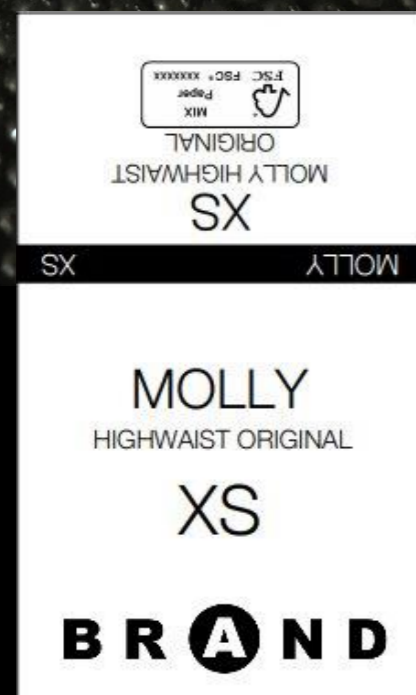 XS
MOLLY HIGHWAIST
ORIGINAL
MIX
Paper
FSC FSC® xxxxxxx
MOLLY XS
MOLLY
HIGHWAIST ORIGINAL
XS
BRAND